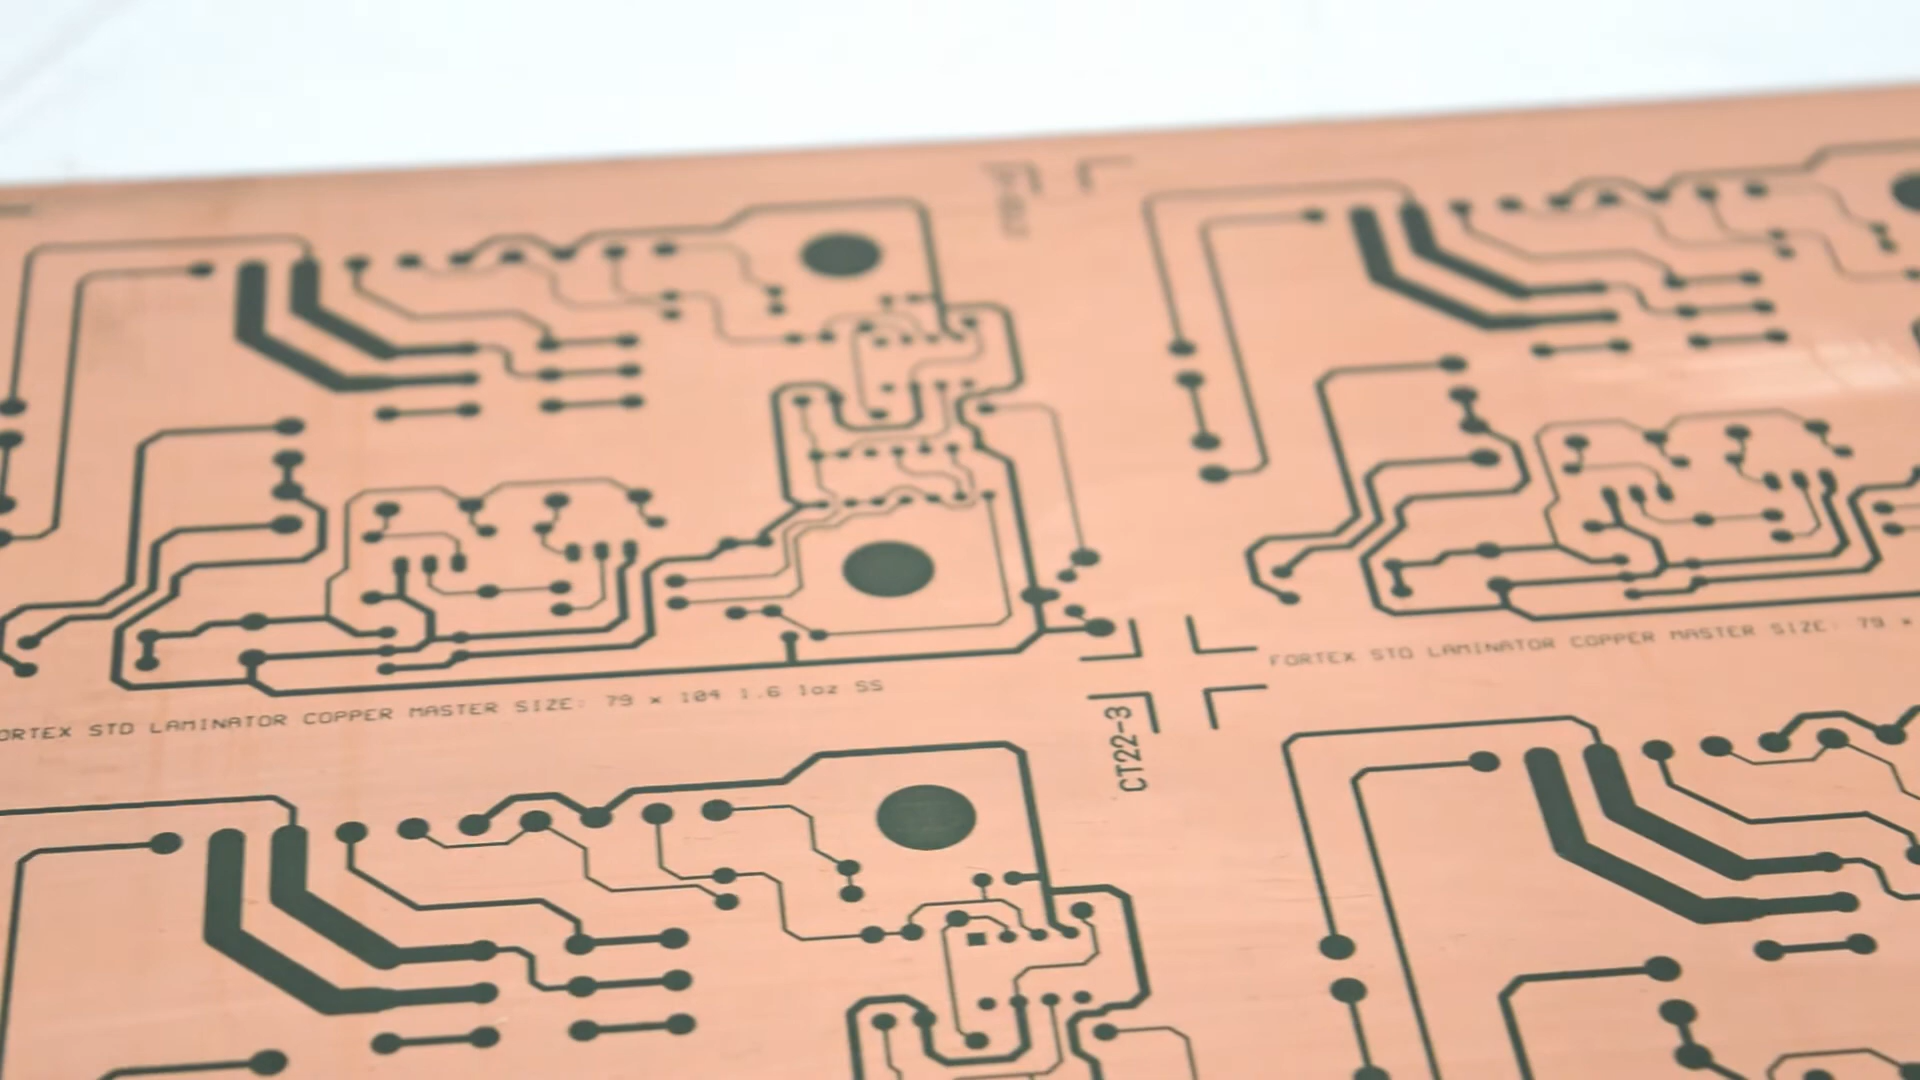 ORTEX STD LAMINATOR COPPER MASTER SIZE: 79 x 104 1.6 1oz SS
FORTEX STD LAMINATOR COPPER MASTER SIZE: 79 x
CT22-3